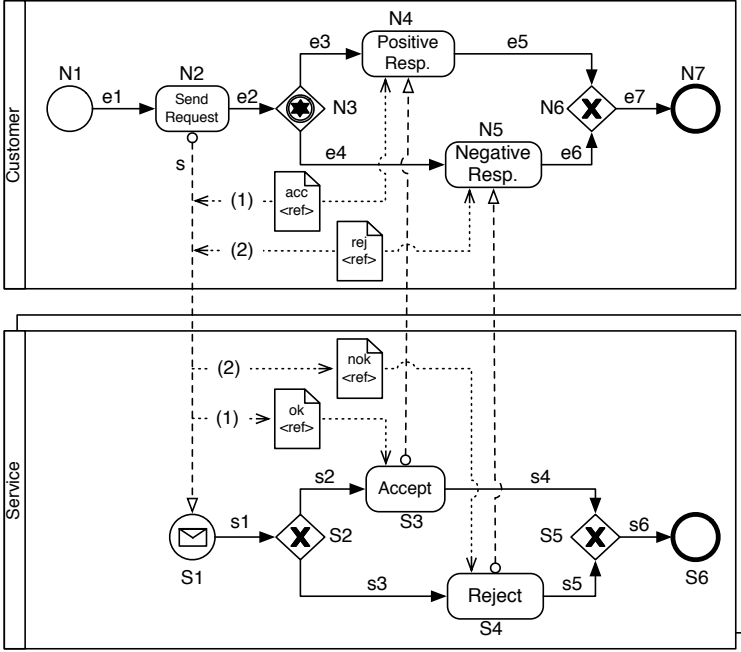 Customer
N1
N2
N4
N7
e1
Send
Request
e2
e3
Positive
Resp.
e5
N3
N6
e7
N5
e4
Negative
Resp.
e6
s
(1)
acc
<ref>
(2)
rej
<ref>
Service
(2)
nok
<ref>
(1)
ok
<ref>
s1
s2
Accept
s4
S1
S2
S3
S5
s6
S6
s3
Reject
s5
S4